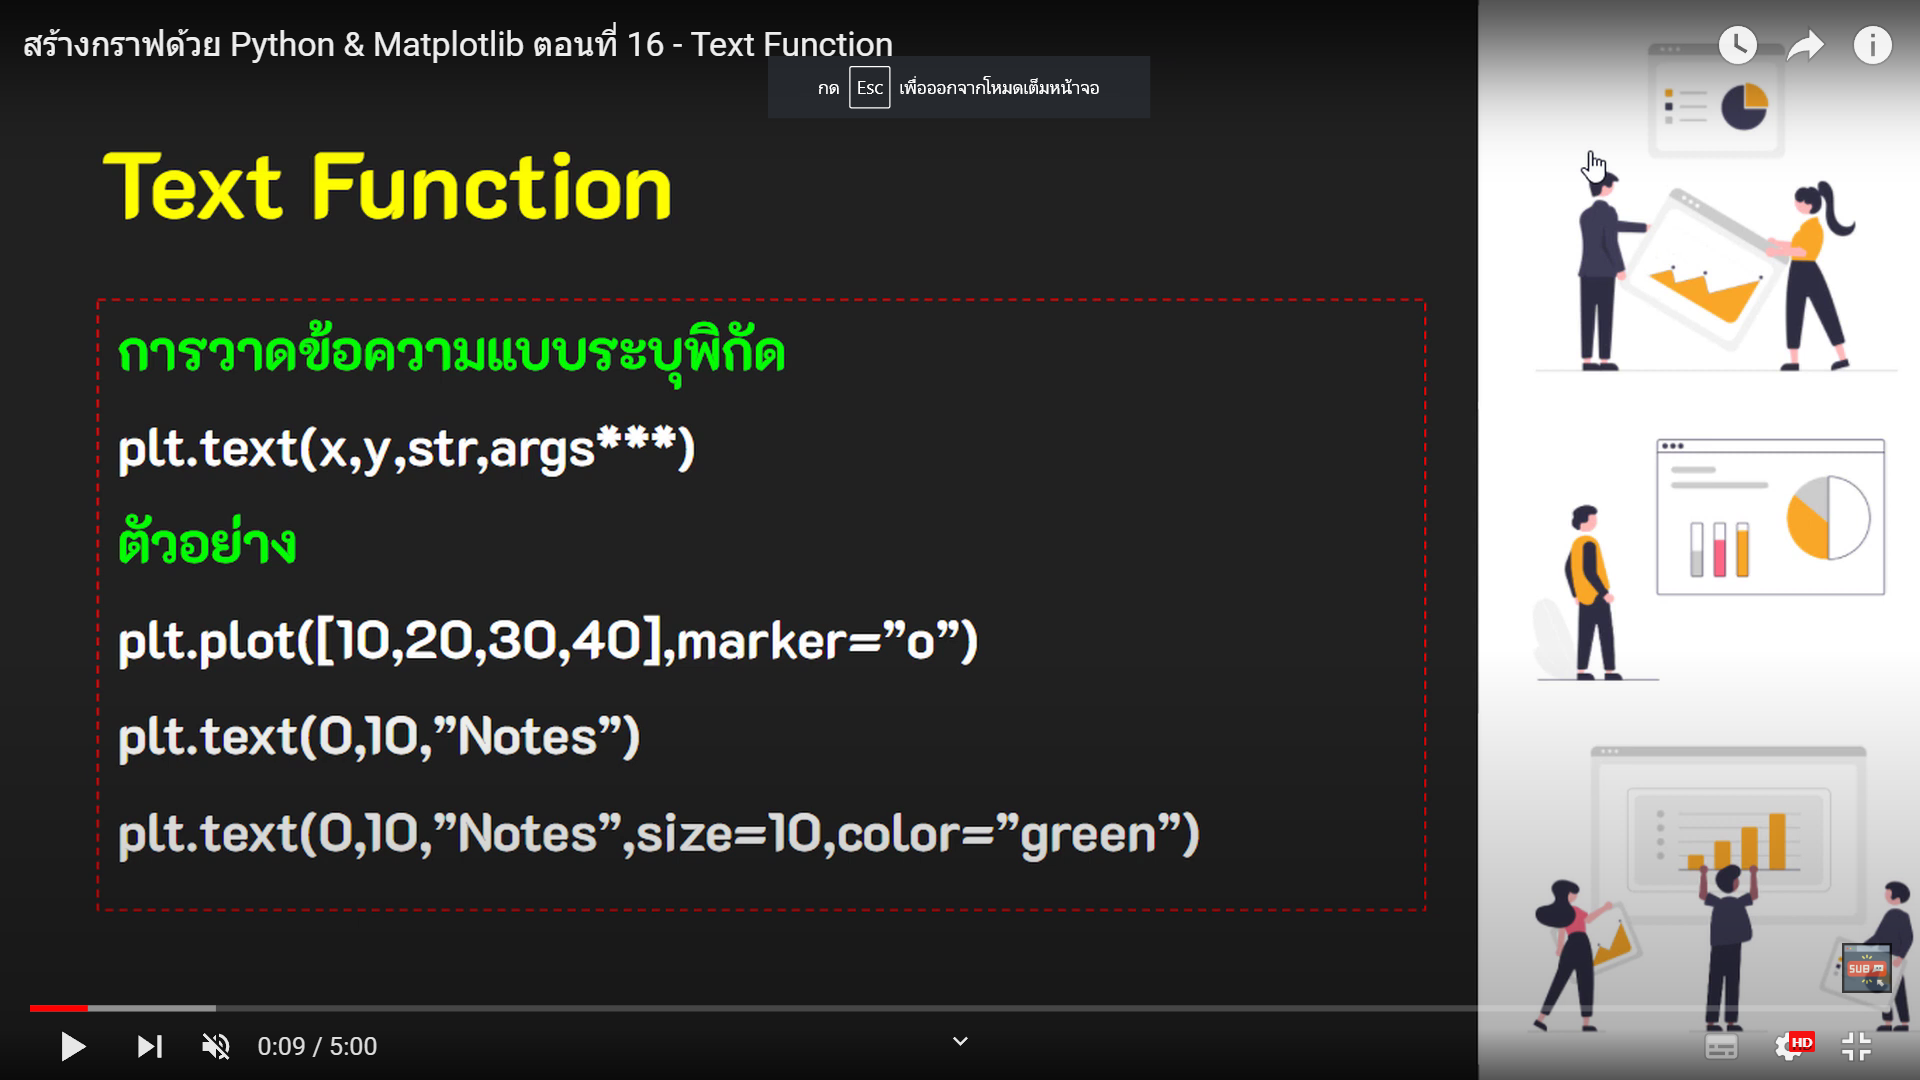 สร้างกราฟด้วย Python & Matplotlib ตอนที่ 16 - Text Function
กด Esc เพื่อออกจากโหมดเต็มหน้าจอ
Text Function
การวาดข้อความแบบระบุพิกัด
plt.text(x,y,str,args***)
ตัวอย่าง
plt.plot([10,20,30,40],marker=”o”)
plt.text(0,10,”Notes”)
plt.text(0,10,”Notes”,size=10,color=”green”)
SUB
0:09 / 5:00
HD